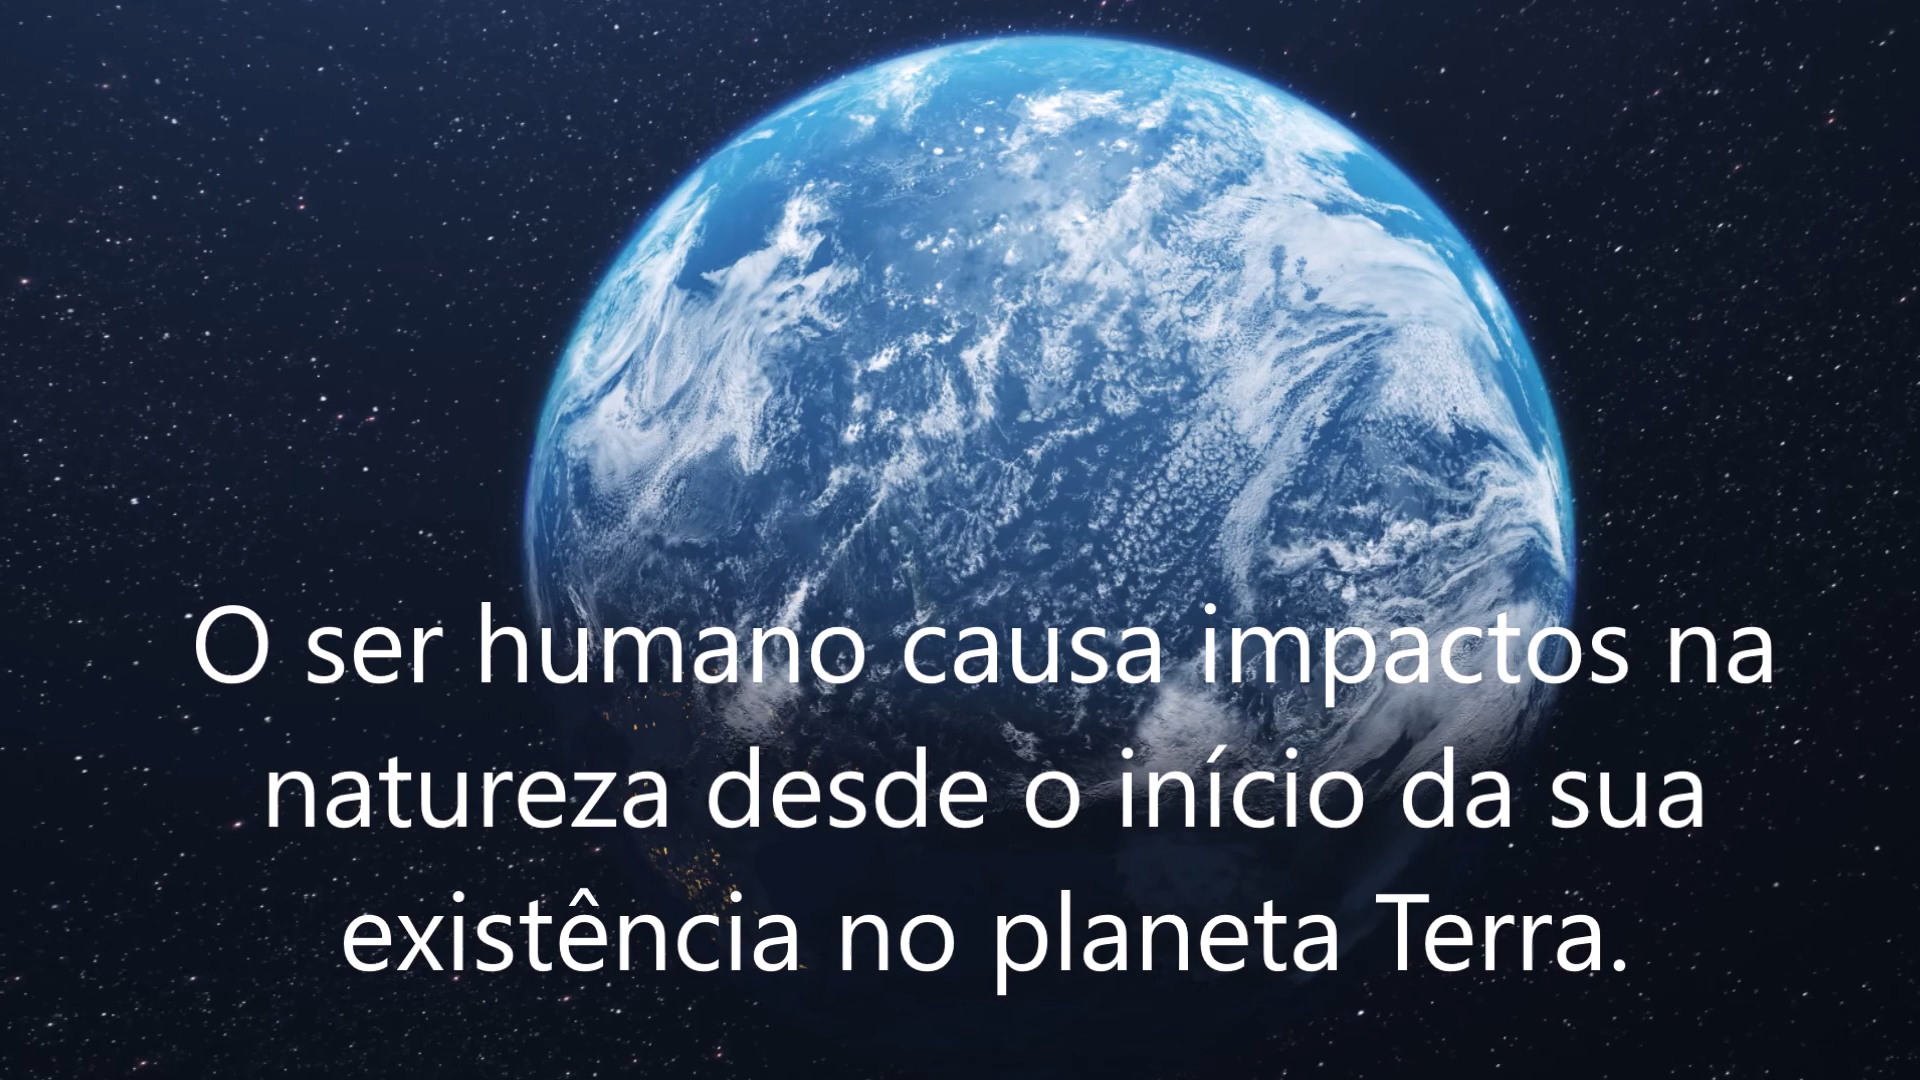 O ser humano causa impactos na
natureza desde o início da sua
existência no planeta Terra.